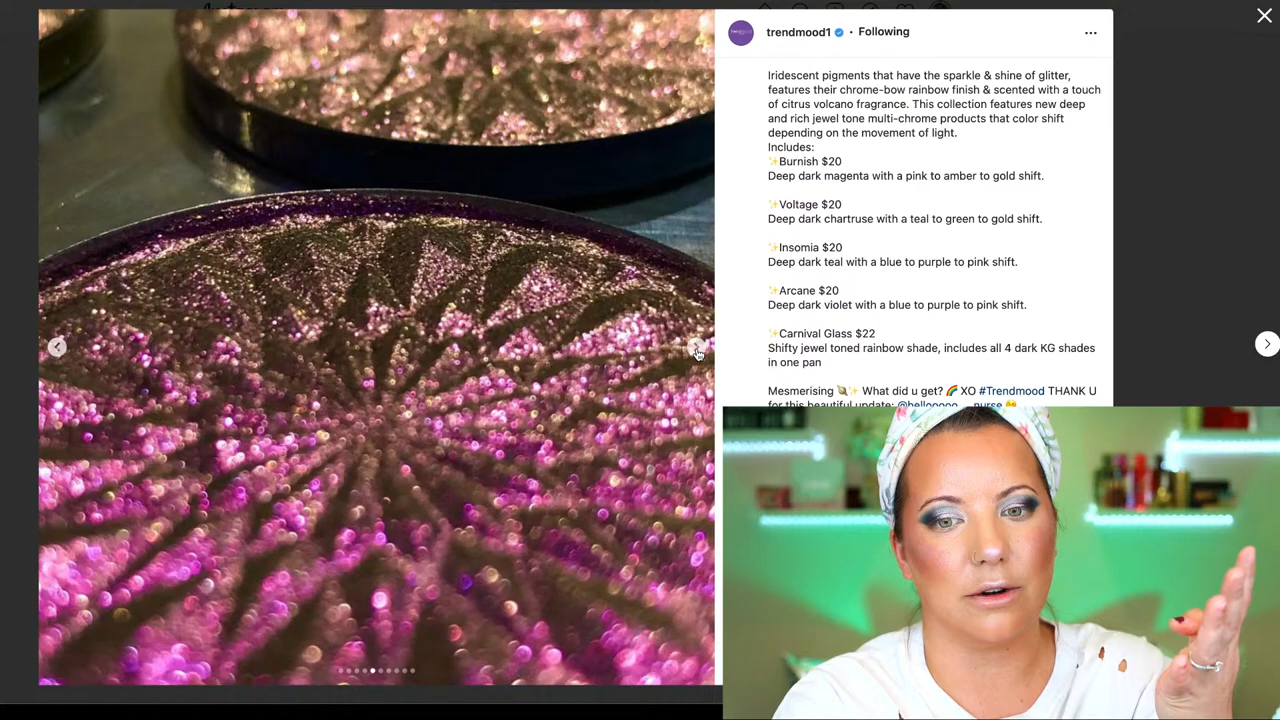 trendmood1 • Following
Iridescent pigments that have the sparkle & shine of glitter,
features their chrome-bow rainbow finish & scented with a touch
of citrus volcano fragrance. This collection features new deep
and rich jewel tone multi-chrome products that color shift
depending on the movement of light.
Includes:
✨Burnish $20
Deep dark magenta with a pink to amber to gold shift.
✨Voltage $20
Deep dark chartruse with a teal to green to gold shift.
✨Insomia $20
Deep dark teal with a blue to purple to pink shift.
✨Arcane $20
Deep dark violet with a blue to purple to pink shift.
✨Carnival Glass $22
Shifty jewel toned rainbow shade, includes all 4 dark KG shades
in one pan
Mesmerising 🪐✨ What did u get? 🌈 XO #Trendmood THANK U
for this beautiful update: